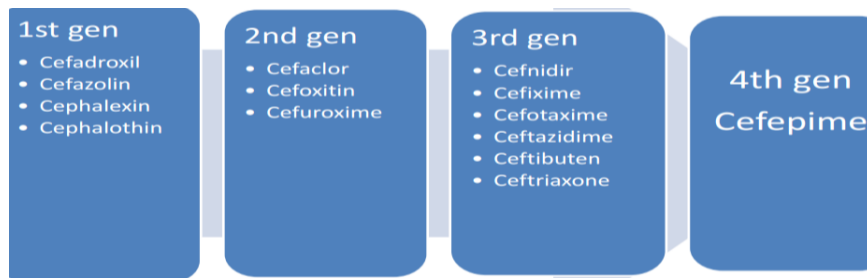 1st gen
• Cefadroxil
• Cefazolin
• Cephalexin
• Cephalothin
2nd gen
• Cefaclor
• Cefoxitin
• Cefuroxime
3rd gen
• Cefnidir
• Cefixime
• Cefotaxime
• Ceftazidime
• Ceftibuten
• Ceftriaxone
4th gen
Cefepime